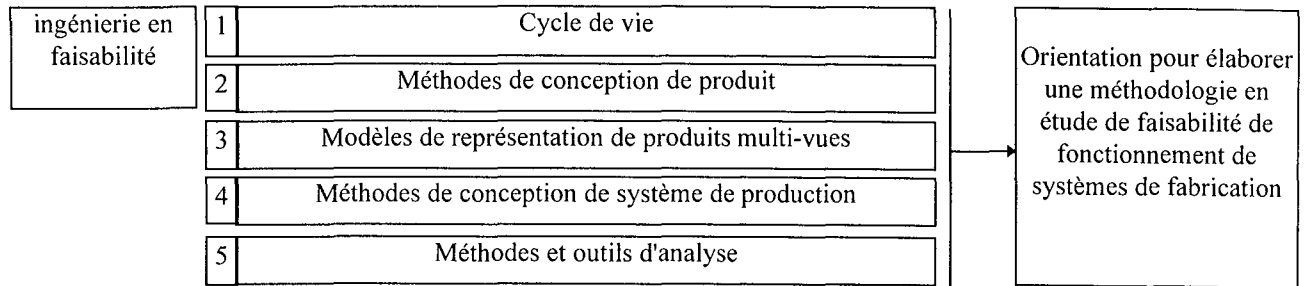 ingénierie en
faisabilité
1 Cycle de vie
2 Méthodes de conception de produit
3 Modèles de représentation de produits multi-vues
4 Méthodes de conception de système de production
5 Méthodes et outils d'analyse
Orientation pour élaborer
une méthodologie en
étude de faisabilité de
fonctionnement de
systèmes de fabrication